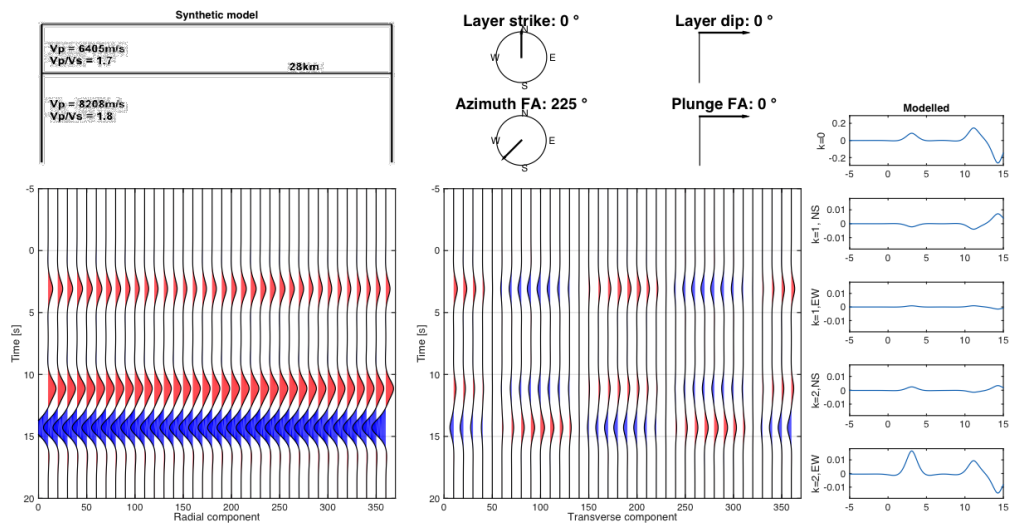 Synthetic model
Vp = 6405m/s
Vp/Vs = 1.7
28km
Vp = 8208m/s
Vp/Vs = 1.8
Layer strike: 0 °
N
W
E
S
Layer dip: 0 °
Azimuth FA: 225 °
N
W
E
S
Plunge FA: 0 °
-5
0
5
10
15
20
Time [s]
0 50 100 150 200 250 300 350
Radial component
-5
0
5
10
15
20
Time [s]
0 50 100 150 200 250 300 350
Transverse component
Modelled
k=0
0.2
0
-0.2
-5 0 5 10 15
k=1, NS
0.01
0
-0.01
-5 0 5 10 15
k=1,EW
0.01
0
-0.01
-5 0 5 10 15
k=2,NS
0.01
0
-0.01
-5 0 5 10 15
k=2,EW
0.01
0
-0.01
-5 0 5 10 15